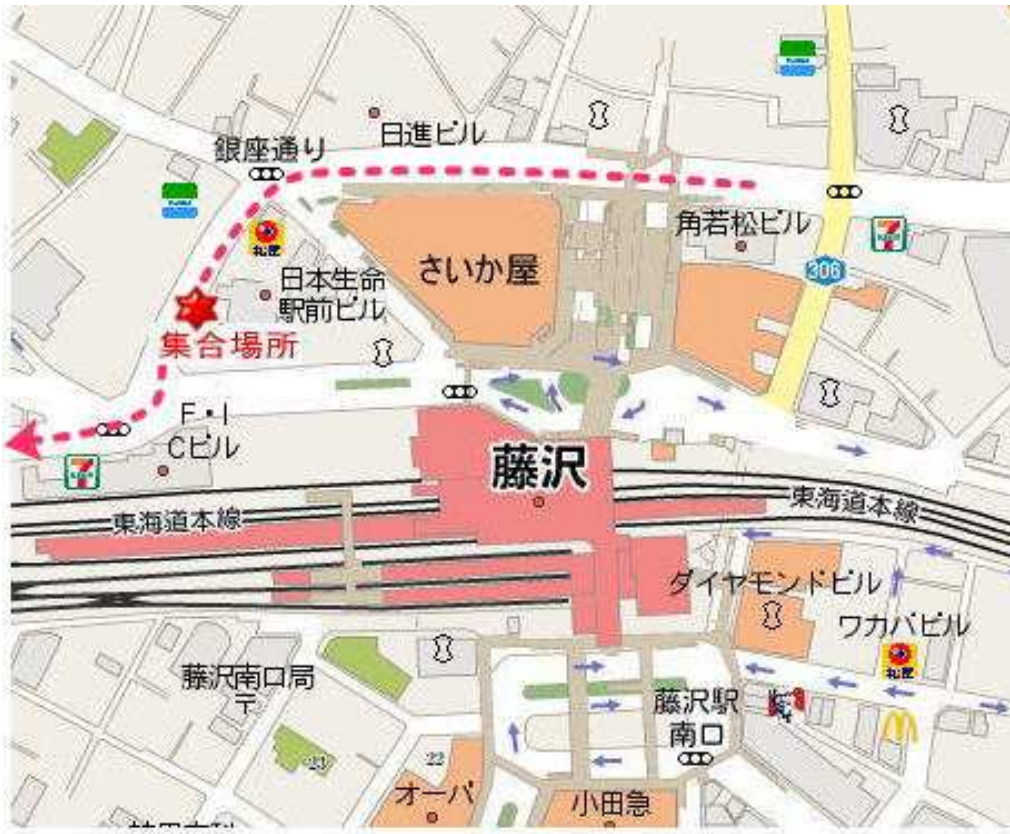 日進ビル
銀座通り
角若松ビル
さいか屋
306
日本生命
駅前ビル
集合場所
F・I
Cビル
藤沢
東海道本線
東海道本線
ダイヤモンドビル
ワカバビル
藤沢南口局
藤沢駅
南口
23
22
オーパ
小田急